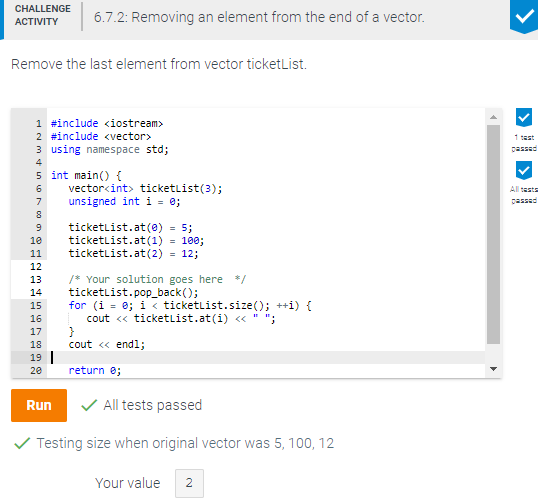 CHALLENGE
ACTIVITY
6.7.2: Removing an element from the end of a vector.
Remove the last element from vector ticketList.
1 #include <iostream>
2 #include <vector>
3 using namespace std;
4
5 int main() {
6 vector<int> ticketList(3);
7 unsigned int i = 0;
8
9 ticketList.at(0) = 5;
10 ticketList.at(1) = 100;
11 ticketList.at(2) = 12;
12
13 /* Your solution goes here */
14 ticketList.pop_back();
15 for (i = 0; i < ticketList.size(); ++i) {
16 cout << ticketList.at(i) << " ";
17 }
18 cout << endl;
19
20 return 0;
1 test
passed
All tests
passed
Run
All tests passed
Testing size when original vector was 5, 100, 12
Your value 2